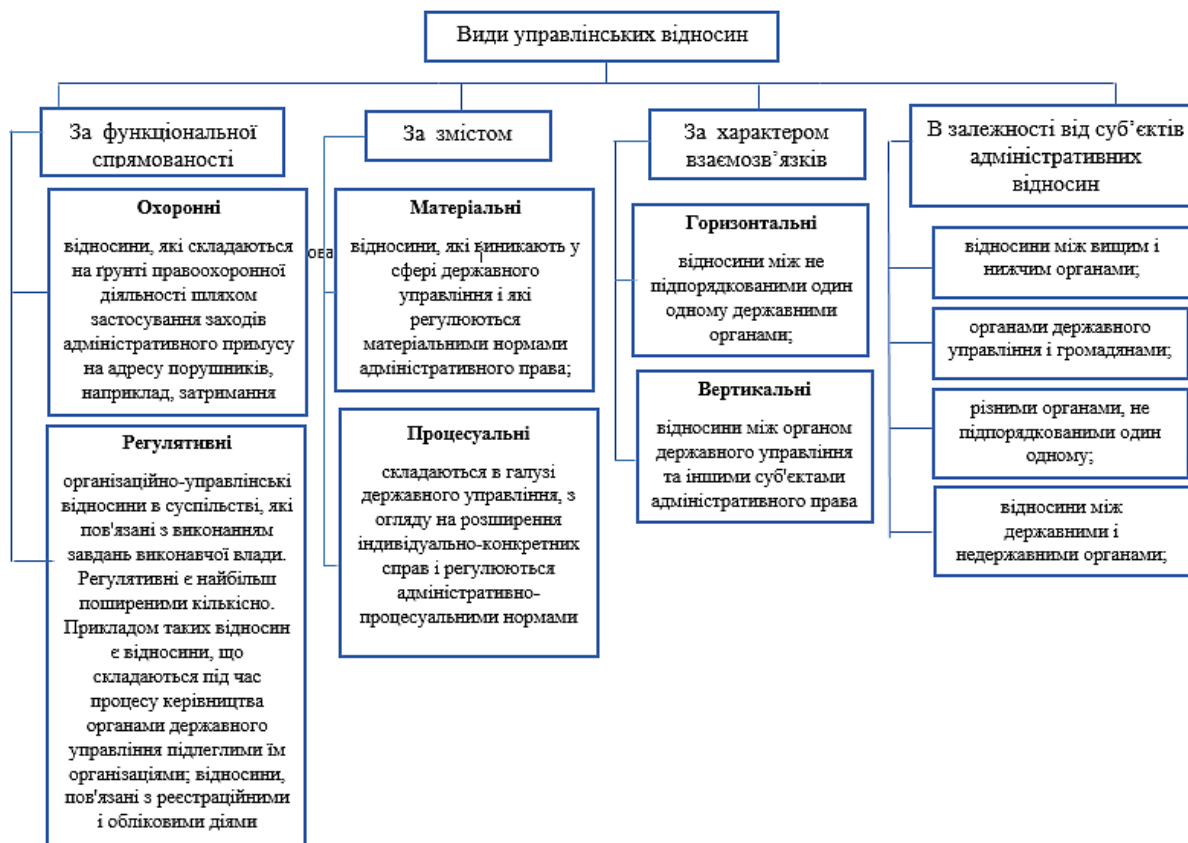 Види управлінських відносин
За функціональної
спрямованості
Охоронні
відносини, які складаються
на ґрунті правоохоронної
діяльності шляхом
застосування заходів
адміністративного примусу
на адресу порушників,
наприклад, затримання
Регулятивні
організаційно-управлінські
відносини в суспільстві, які
пов'язані з виконанням
завдань виконавчої влади.
Регулятивні є найбільш
поширеними кількісно.
Прикладом таких відносин
є відносини, що
складаються під час
процесу керівництва
органами державного
управління підлеглими їм
організаціями; відносини,
пов'язані з реєстраційними
і обліковими діями
ова
За змістом
Матеріальні
відносини, які виникають у
сфері державного
управління і які
регулюються
матеріальними нормами
адміністративного права;
Процесуальні
складаються в галузі
державного управління, з
огляду на розширення
індивідуально-конкретних
справ і регулюються
адміністративно-
процесуальними нормами
За характером
взаємозв’язків
Горизонтальні
відносини між не
підпорядкованими один
одному державними
органами;
Вертикальні
відносини між органом
державного управління
та іншими суб'єктами
адміністративного права
В залежності від суб’єктів
адміністративних
відносин
відносини між вищим і
нижчим органами;
органами державного
управління і громадянами;
різними органами, не
підпорядкованими один
одному;
відносини між
державними і
недержавними органами;